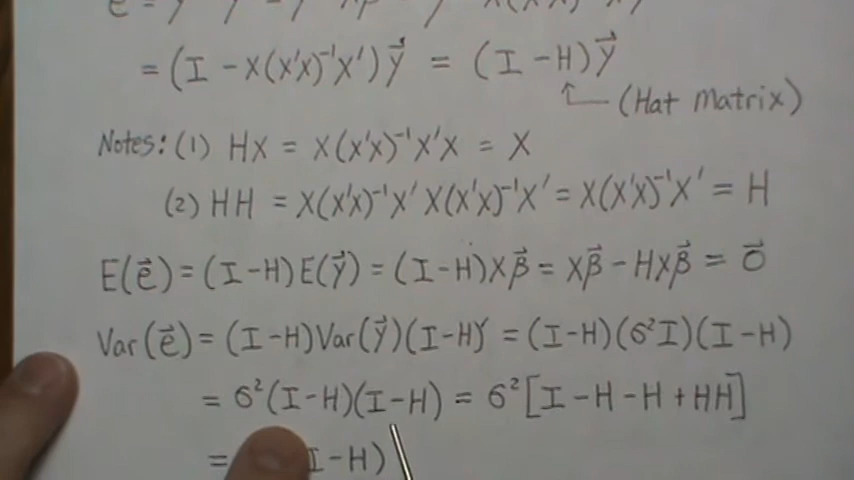 = (I - X(X'X)⁻¹X')y⃗ = (I - H)y⃗
(Hat matrix)
Notes: (1) HX = X(X'X)⁻¹X'X = X
(2) HH = X(X'X)⁻¹X'X(X'X)⁻¹X' = X(X'X)⁻¹X' = H
E(e⃗) = (I-H)E(y⃗) = (I-H)Xβ⃗ = Xβ⃗ - HXβ⃗ = 0⃗
Var(e⃗) = (I-H)Var(y⃗)(I-H)' = (I-H)(σ²I)(I-H)
= σ²(I-H)(I-H) = σ²[I - H - H + HH]
= I-H)